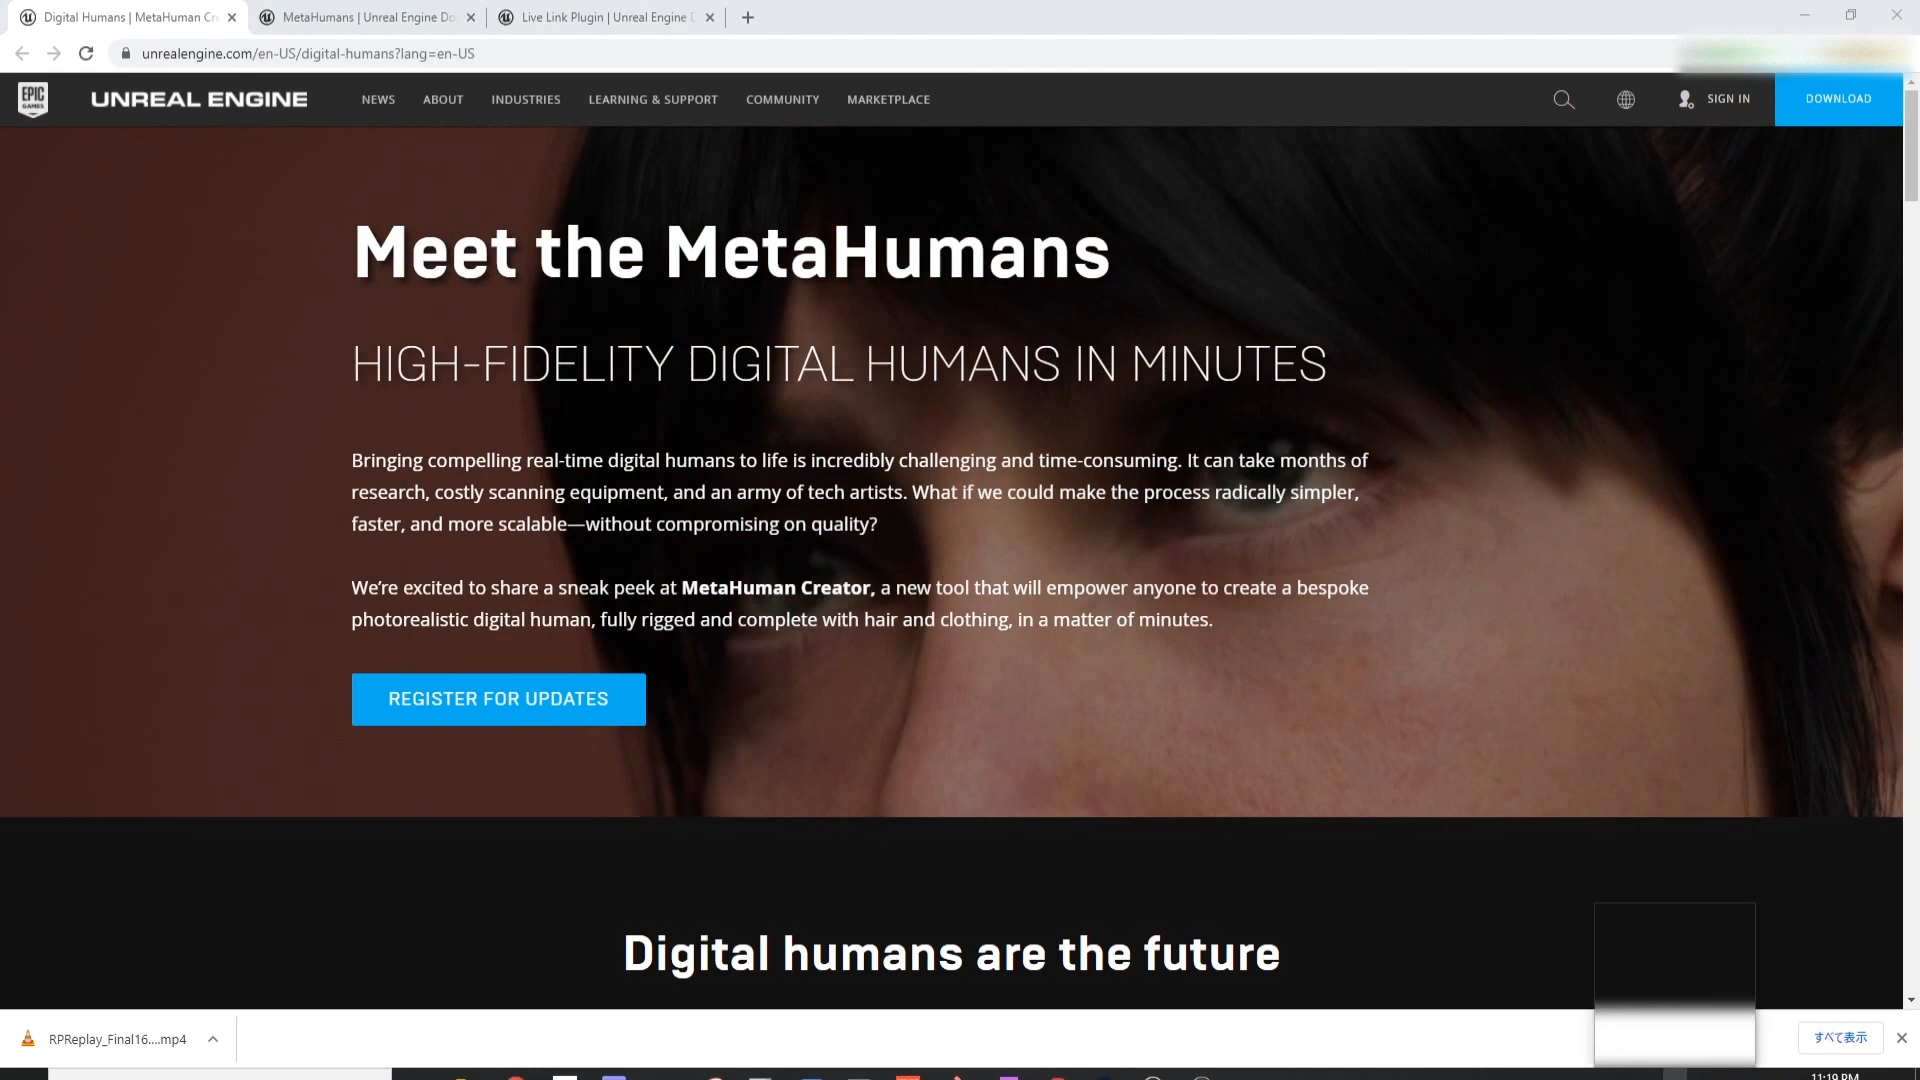 Digital Humans | MetaHuman Cr
MetaHumans | Unreal Engine Do
Live Link Plugin | Unreal Engine D
unrealengine.com/en-US/digital-humans?lang=en-US
EPIC GAMES
UNREAL ENGINE
NEWS
ABOUT
INDUSTRIES
LEARNING & SUPPORT
COMMUNITY
MARKETPLACE
SIGN IN
DOWNLOAD
Meet the MetaHumans
HIGH-FIDELITY DIGITAL HUMANS IN MINUTES
Bringing compelling real-time digital humans to life is incredibly challenging and time-consuming. It can take months of
research, costly scanning equipment, and an army of tech artists. What if we could make the process radically simpler,
faster, and more scalable—without compromising on quality?
We're excited to share a sneak peek at MetaHuman Creator, a new tool that will empower anyone to create a bespoke
photorealistic digital human, fully rigged and complete with hair and clothing, in a matter of minutes.
REGISTER FOR UPDATES
Digital humans are the future
RPReplay_Final16....mp4
すべて表示
11:19 PM